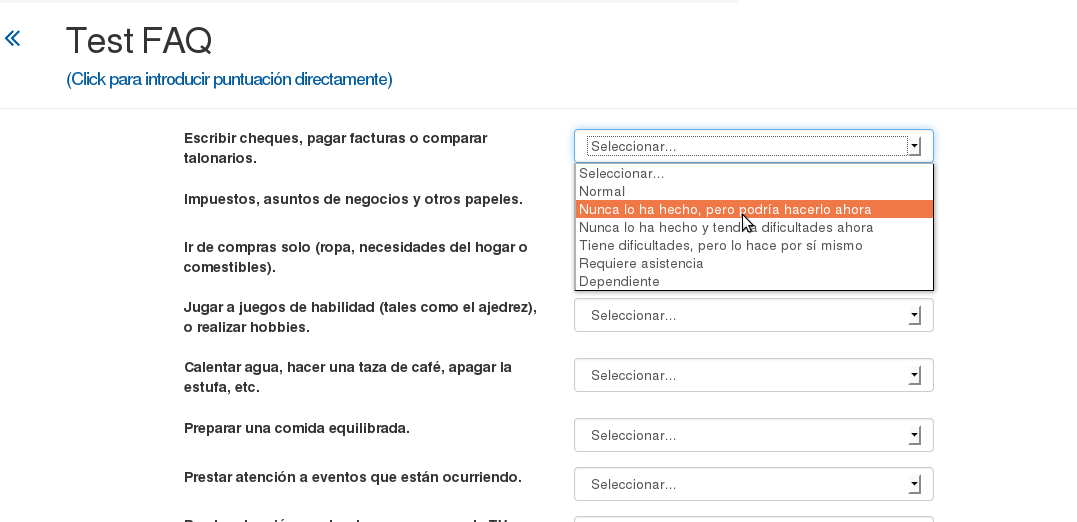 Test FAQ
(Click para introducir puntuación directamente)
Escribir cheques, pagar facturas o comparar
talonarios.
Seleccionar...
Seleccionar...
Normal
Nunca lo ha hecho, pero podría hacerlo ahora
Nunca lo ha hecho y tendría dificultades ahora
Tiene dificultades, pero lo hace por sí mismo
Requiere asistencia
Dependiente
Impuestos, asuntos de negocios y otros papeles.
Ir de compras solo (ropa, necesidades del hogar o
comestibles).
Jugar a juegos de habilidad (tales como el ajedrez),
o realizar hobbies.
Seleccionar...
Calentar agua, hacer una taza de café, apagar la
estufa, etc.
Seleccionar...
Preparar una comida equilibrada.
Seleccionar...
Prestar atención a eventos que están ocurriendo.
Seleccionar...